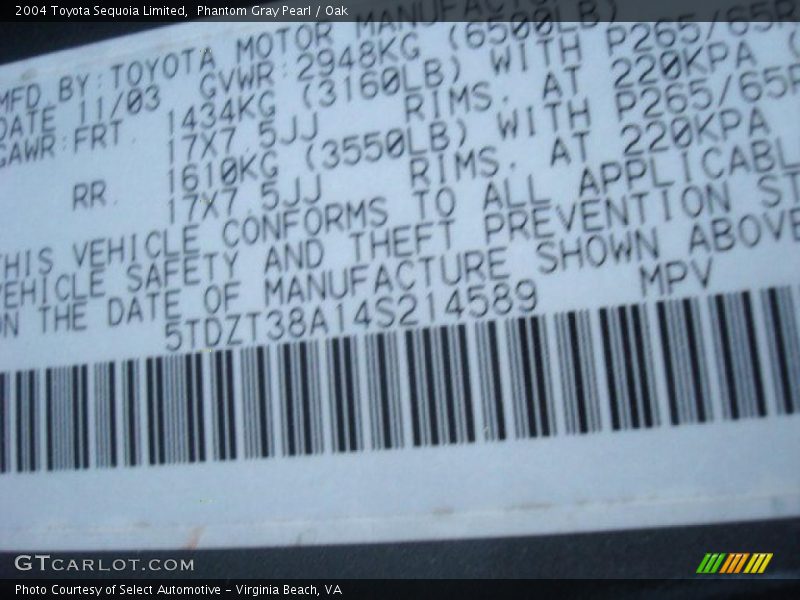 2004 Toyota Sequoia Limited, Phantom Gray Pearl / Oak
MFD BY:TOYOTA MOTOR MANUFACTU
DATE 11/03 GVWR:2948KG (6500LB)
GAWR:FRT. 1434KG (3160LB) WITH P265/65R
17X7.5JJ RIMS. AT 220KPA (
RR. 1610KG (3550LB) WITH P265/65R
17X7.5JJ RIMS. AT 220KPA
THIS VEHICLE CONFORMS TO ALL APPLICABL
VEHICLE SAFETY AND THEFT PREVENTION ST
ON THE DATE OF MANUFACTURE SHOWN ABOVE
5TDZT38A14S214589 MPV
GTCARLOT.COM
Photo Courtesy of Select Automotive - Virginia Beach, VA